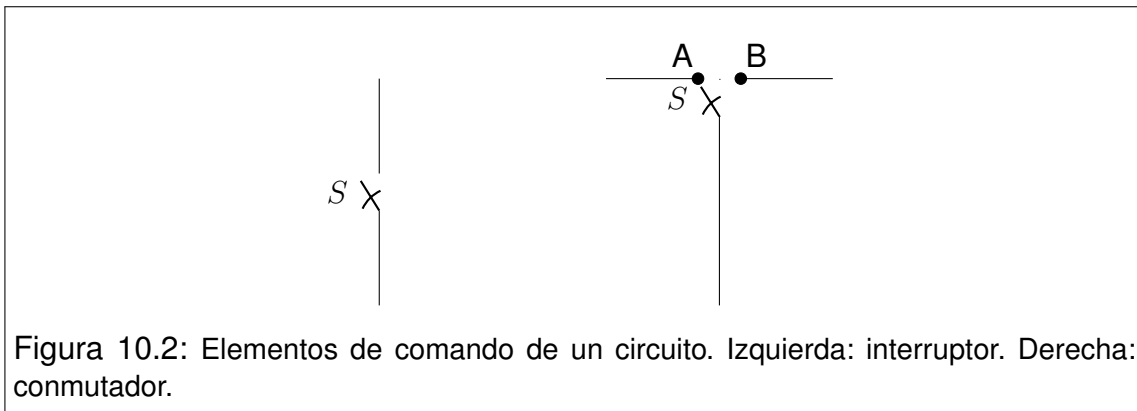 A B
S
S
Figura 10.2: Elementos de comando de un circuito. Izquierda: interruptor. Derecha:
conmutador.